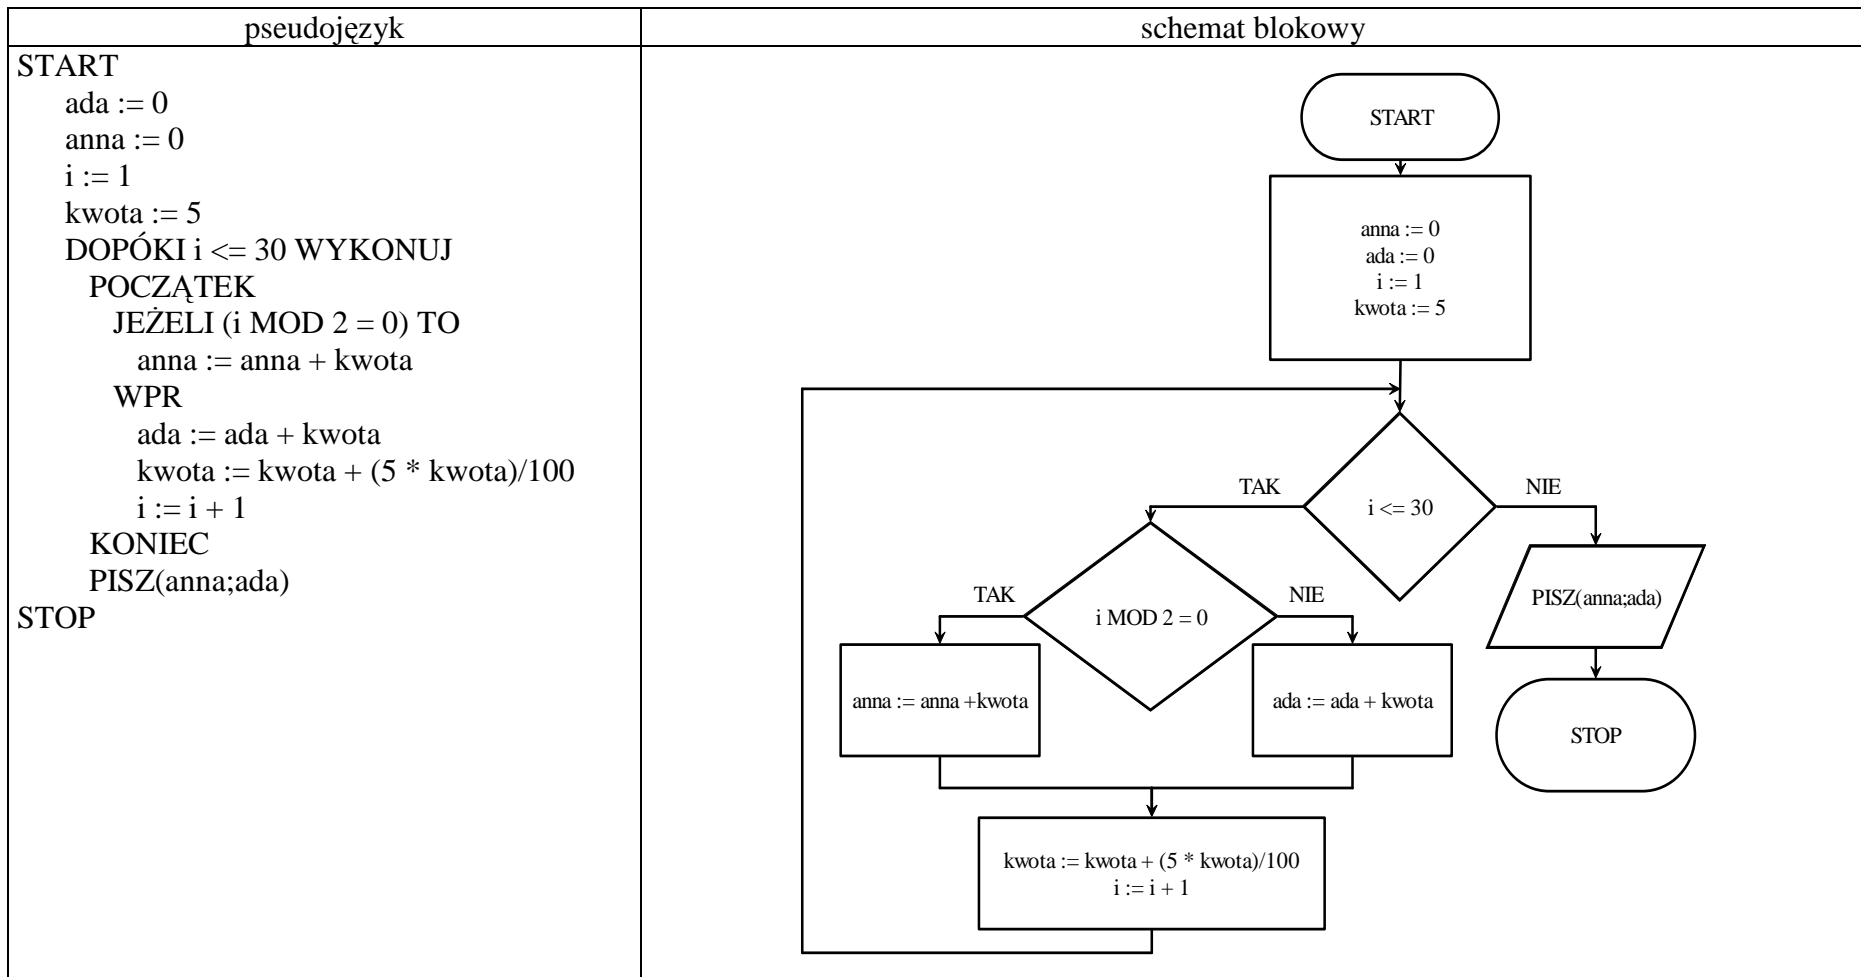 pseudojęzyk
schemat blokowy
START
ada := 0
anna := 0
i := 1
kwota := 5
DOPÓKI i <= 30 WYKONUJ
POCZĄTEK
JEŻELI (i MOD 2 = 0) TO
anna := anna + kwota
WPR
ada := ada + kwota
kwota := kwota + (5 * kwota)/100
i := i + 1
KONIEC
PISZ(anna;ada)
STOP
START
anna := 0
ada := 0
i := 1
kwota := 5
i <= 30
TAK
NIE
i MOD 2 = 0
TAK
NIE
PISZ(anna;ada)
anna := anna +kwota
ada := ada + kwota
STOP
kwota := kwota + (5 * kwota)/100
i := i + 1